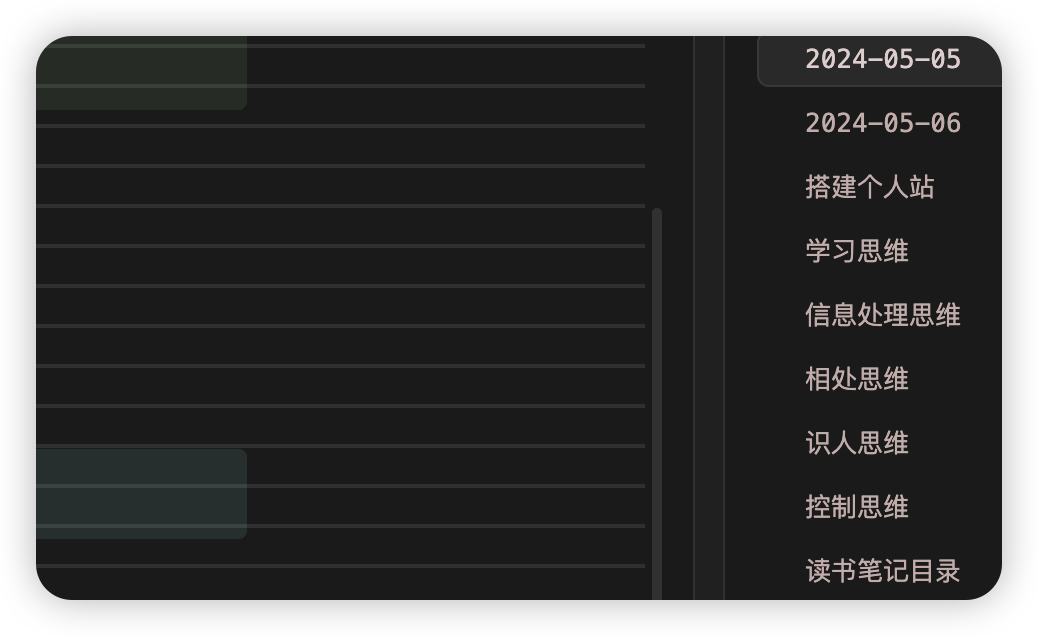 2024-05-05
2024-05-06
搭建个人站
学习思维
信息处理思维
相处思维
识人思维
控制思维
读书笔记目录